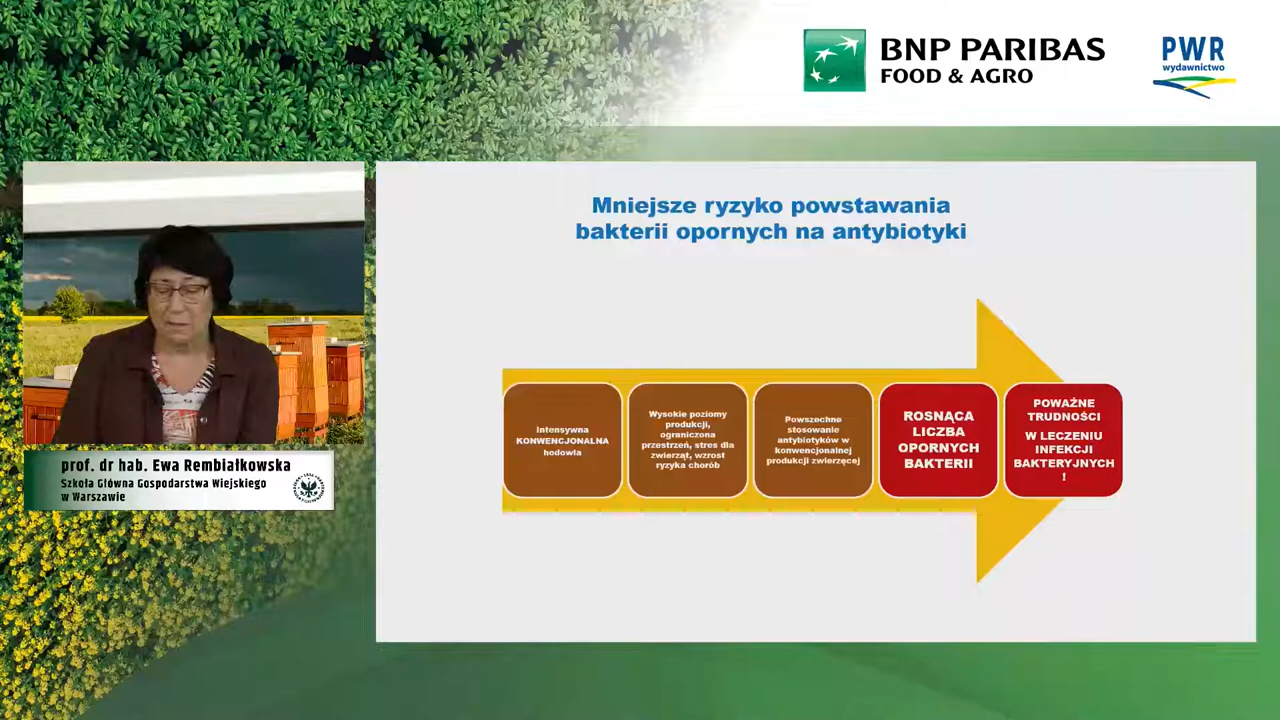 BNP PARIBAS
FOOD & AGRO
PWR
wydawnictwo
Mniejsze ryzyko powstawania
bakterii opornych na antybiotyki
Intensywna
KONWENCJONALNA
hodowla
Wysokie poziomy
produkcji,
ograniczona
przestrzeń, stres dla
zwierząt, wzrost
ryzyka chorób
Powszechne
stosowanie
antybiotyków w
konwencjonalnej
produkcji zwierzęcej
ROSNĄCA
LICZBA
OPORNYCH
BAKTERII
POWAŻNE
TRUDNOŚCI
W LECZENIU
INFEKCJI
BAKTERYJNYCH
!
prof. dr hab. Ewa Rembiałkowska
Szkoła Główna Gospodarstwa Wiejskiego
w Warszawie